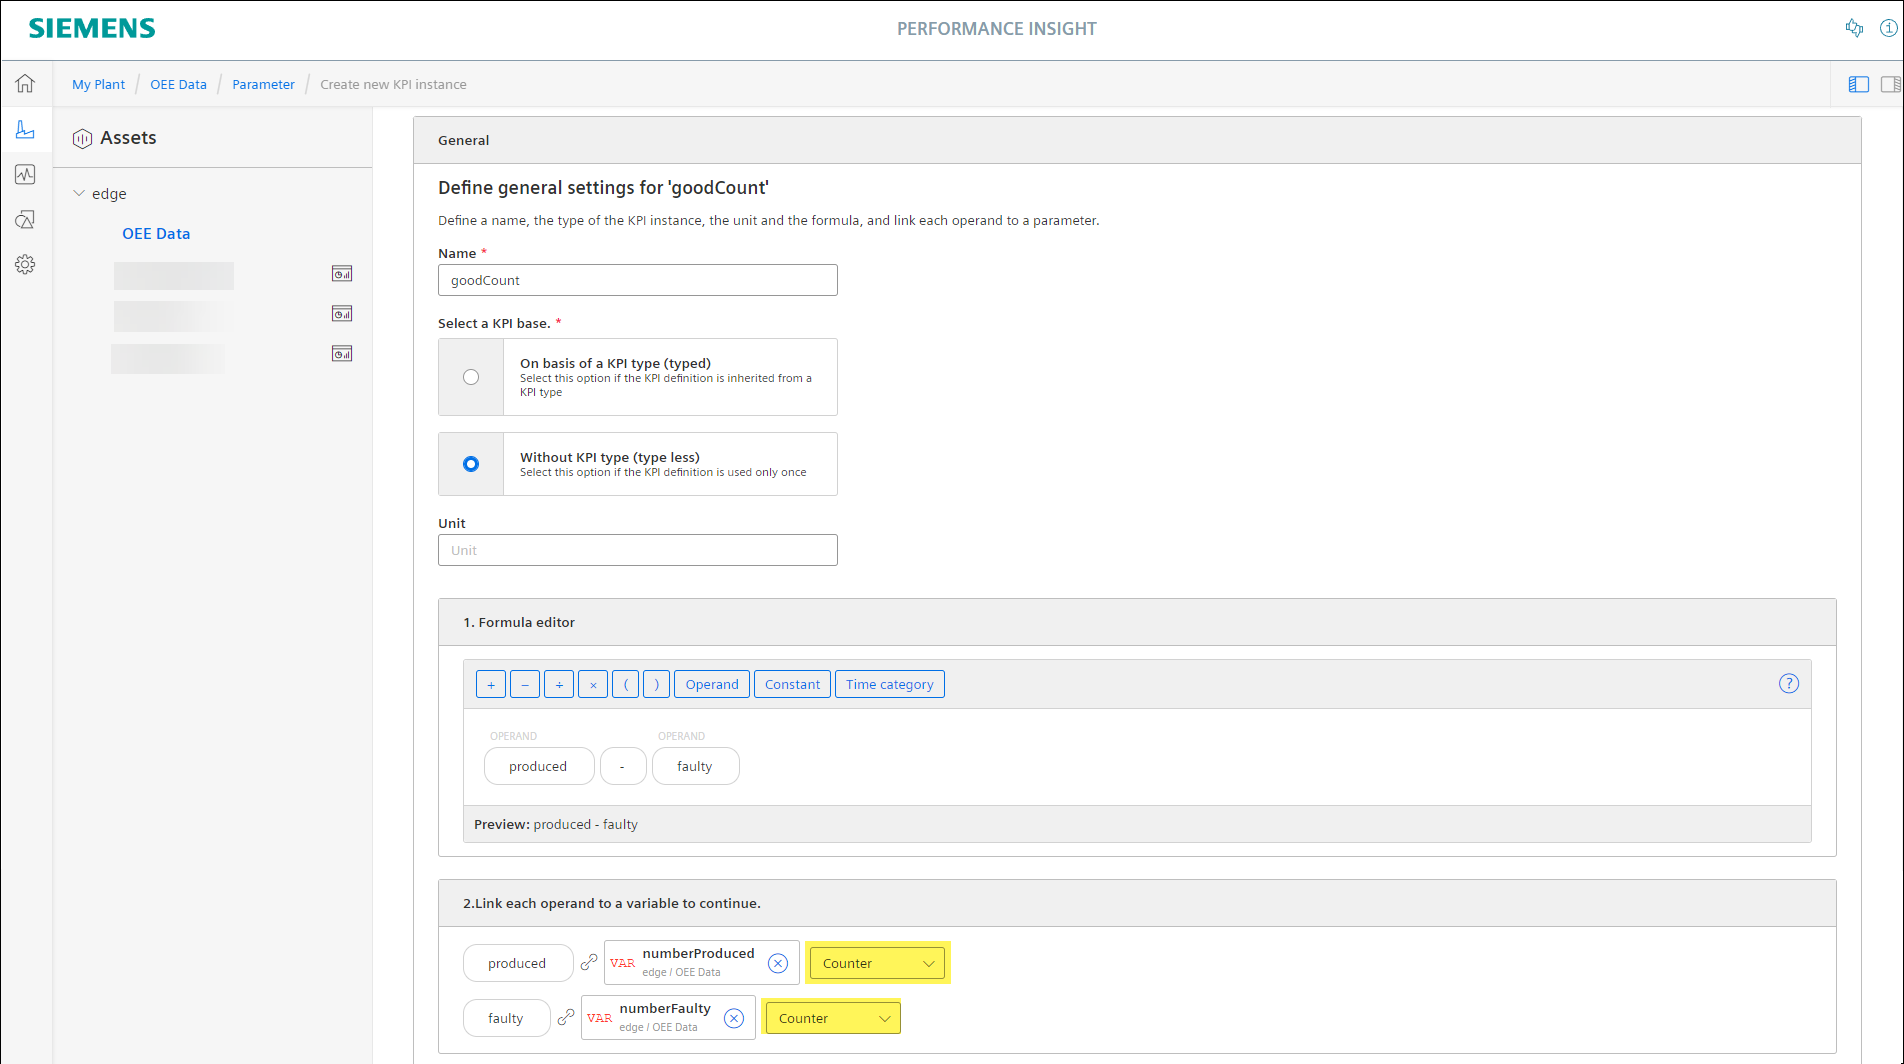 SIEMENS
PERFORMANCE INSIGHT
My Plant / OEE Data / Parameter / Create new KPI instance
Assets
edge
OEE Data
General
Define general settings for 'goodCount'
Define a name, the type of the KPI instance, the unit and the formula, and link each operand to a parameter.
Name *
goodCount
Select a KPI base. *
On basis of a KPI type (typed)
Select this option if the KPI definition is inherited from a
KPI type
Without KPI type (type less)
Select this option if the KPI definition is used only once
Unit
Unit
1. Formula editor
+ − ÷ × ( ) Operand Constant Time category ?
OPERAND OPERAND
produced - faulty
Preview: produced - faulty
2.Link each operand to a variable to continue.
produced VAR numberProduced Counter
edge / OEE Data
faulty VAR numberFaulty Counter
edge / OEE Data